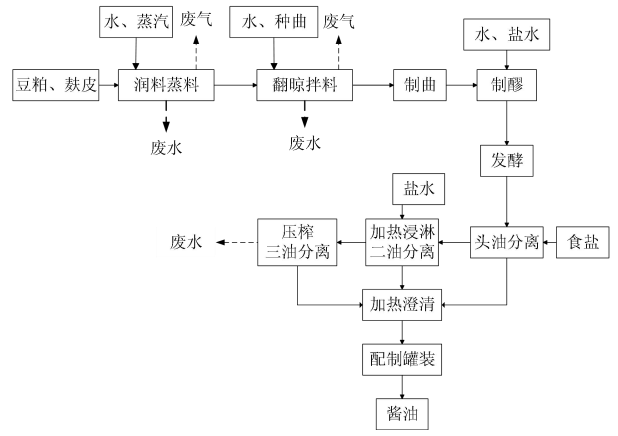 水、蒸汽
废气
水、种曲
废气
水、盐水
豆粕、麸皮
润料蒸料
翻晾拌料
制曲
制醪
废水
废水
发酵
盐水
废水
压榨
三油分离
加热浸淋
二油分离
头油分离
食盐
加热澄清
配制罐装
酱油